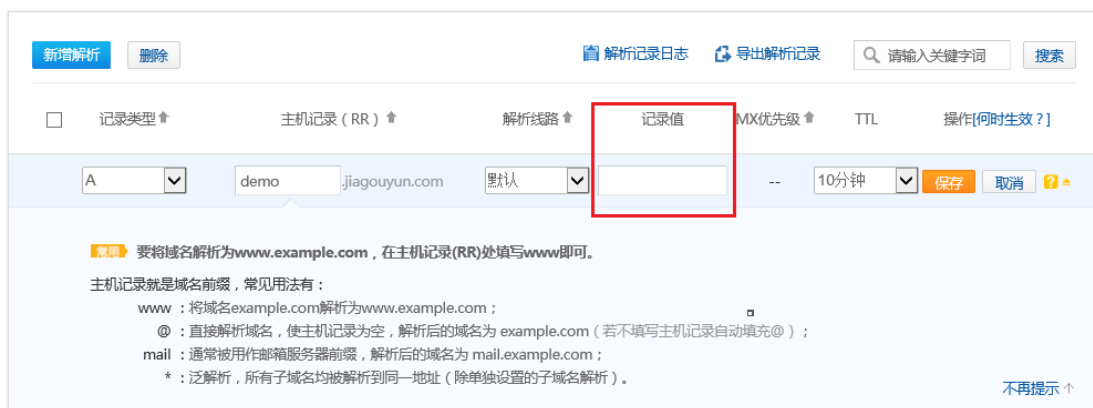 新增解析 删除 解析记录日志 导出解析记录 请输入关键字词 搜索
记录类型 主机记录（RR） 解析线路 记录值 MX优先级 TTL 操作[何时生效？]
A demo .jiagouyun.com 默认 -- 10分钟 保存 取消 ?
常用 要将域名解析为www.example.com，在主机记录(RR)处填写www即可。
主机记录就是域名前缀，常见用法有：
www ：将域名example.com解析为www.example.com；
@ ：直接解析域名，使主机记录为空，解析后的域名为 example.com（若不填写主机记录自动填充@）；
mail ：通常被用作邮箱服务器前缀，解析后的域名为 mail.example.com；
* ：泛解析，所有子域名均被解析到同一地址（除单独设置的子域名解析）。
不再提示